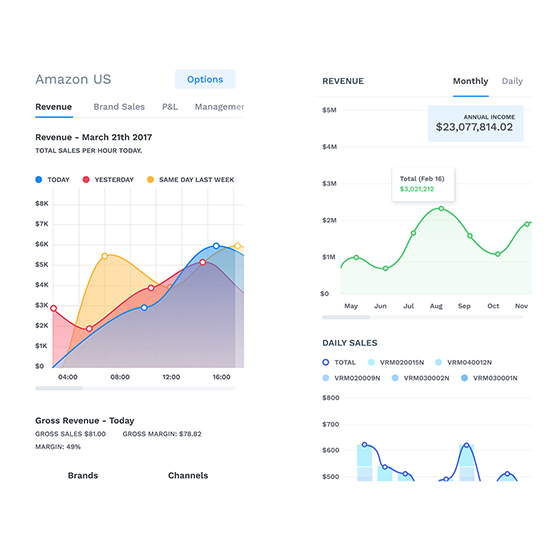 Amazon US
Options
Revenue Brand Sales P&L Managemer
Revenue - March 21th 2017
TOTAL SALES PER HOUR TODAY.
TODAY YESTERDAY SAME DAY LAST WEEK
$8K
$7K
$6K
$5K
$4K
$3K
$2K
$1K
$0
04:00 08:00 12:00 16:00
Gross Revenue - Today
GROSS SALES $81.00 GROSS MARGIN: $78.82
MARGIN: 49%
Brands Channels
REVENUE Monthly Daily
$5M
ANNUAL INCOME
$23,077,814.02
$4M
Total (Feb 16)
$3,021,212
$3M
$2M
$1M
$0
May Jun Jul Aug Sep Oct Nov
DAILY SALES
TOTAL VRM020015N VRM040012N
VRM020009N VRM030002N VRM030001N
$800
$700
$600
$500